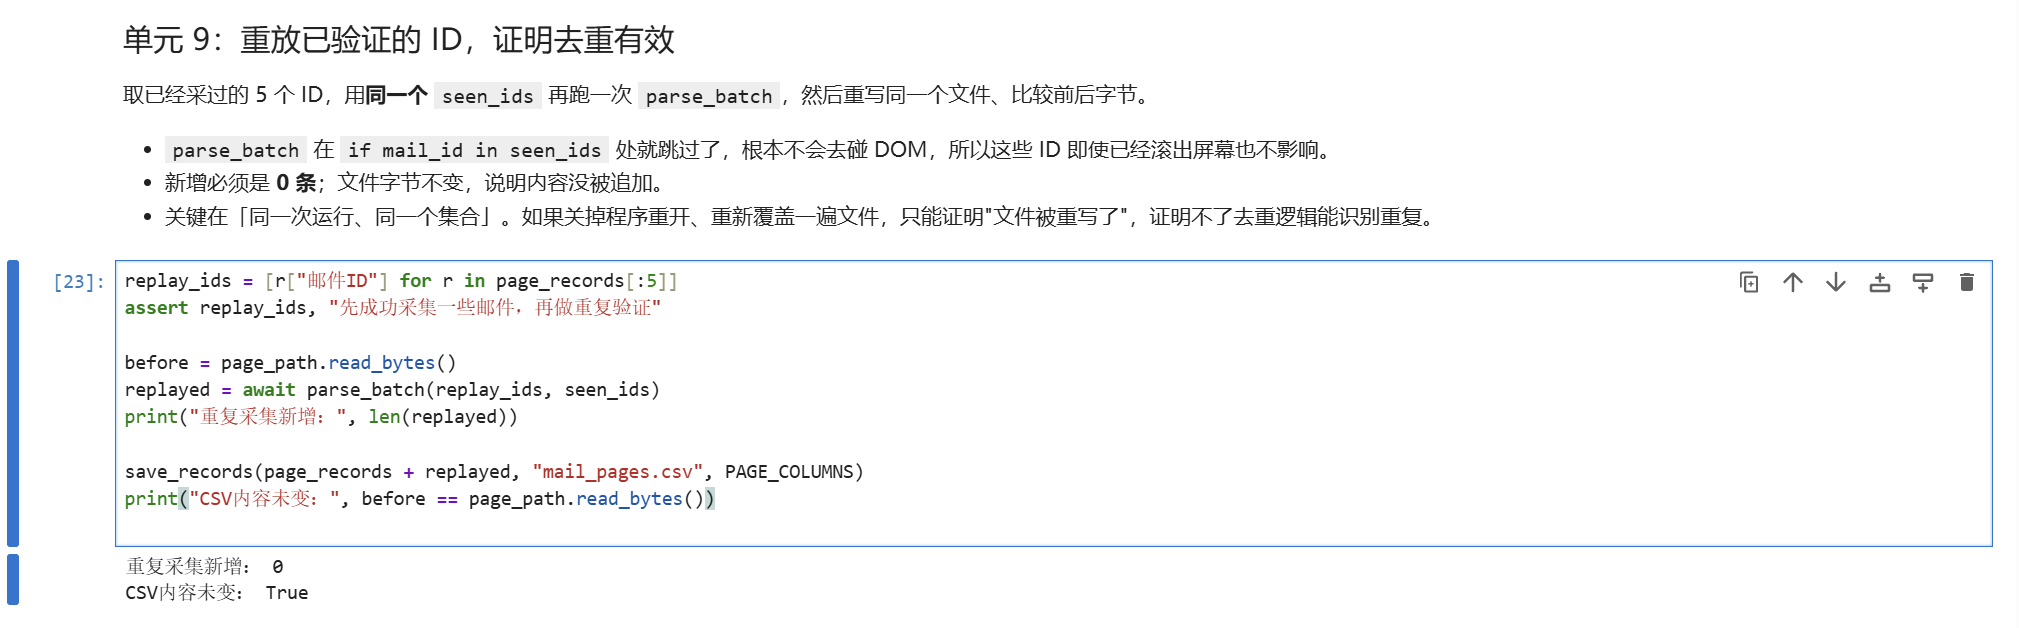 单元 9：重放已验证的 ID，证明去重有效
取已经采过的 5 个 ID，用同一个 seen_ids 再跑一次 parse_batch，然后重写同一个文件、比较前后字节。
• parse_batch 在 if mail_id in seen_ids 处就跳过了，根本不会去碰 DOM，所以这些 ID 即使已经滚出屏幕也不影响。
• 新增必须是 0 条；文件字节不变，说明内容没被追加。
• 关键在「同一次运行、同一个集合」。如果关掉程序重开、重新覆盖一遍文件，只能证明"文件被重写了"，证明不了去重逻辑能识别重复。
[23]:
replay_ids = [r["邮件ID"] for r in page_records[:5]]
assert replay_ids, "先成功采集一些邮件，再做重复验证"
before = page_path.read_bytes()
replayed = await parse_batch(replay_ids, seen_ids)
print("重复采集新增：", len(replayed))
save_records(page_records + replayed, "mail_pages.csv", PAGE_COLUMNS)
print("CSV内容未变：", before == page_path.read_bytes())
重复采集新增： 0
CSV内容未变： True